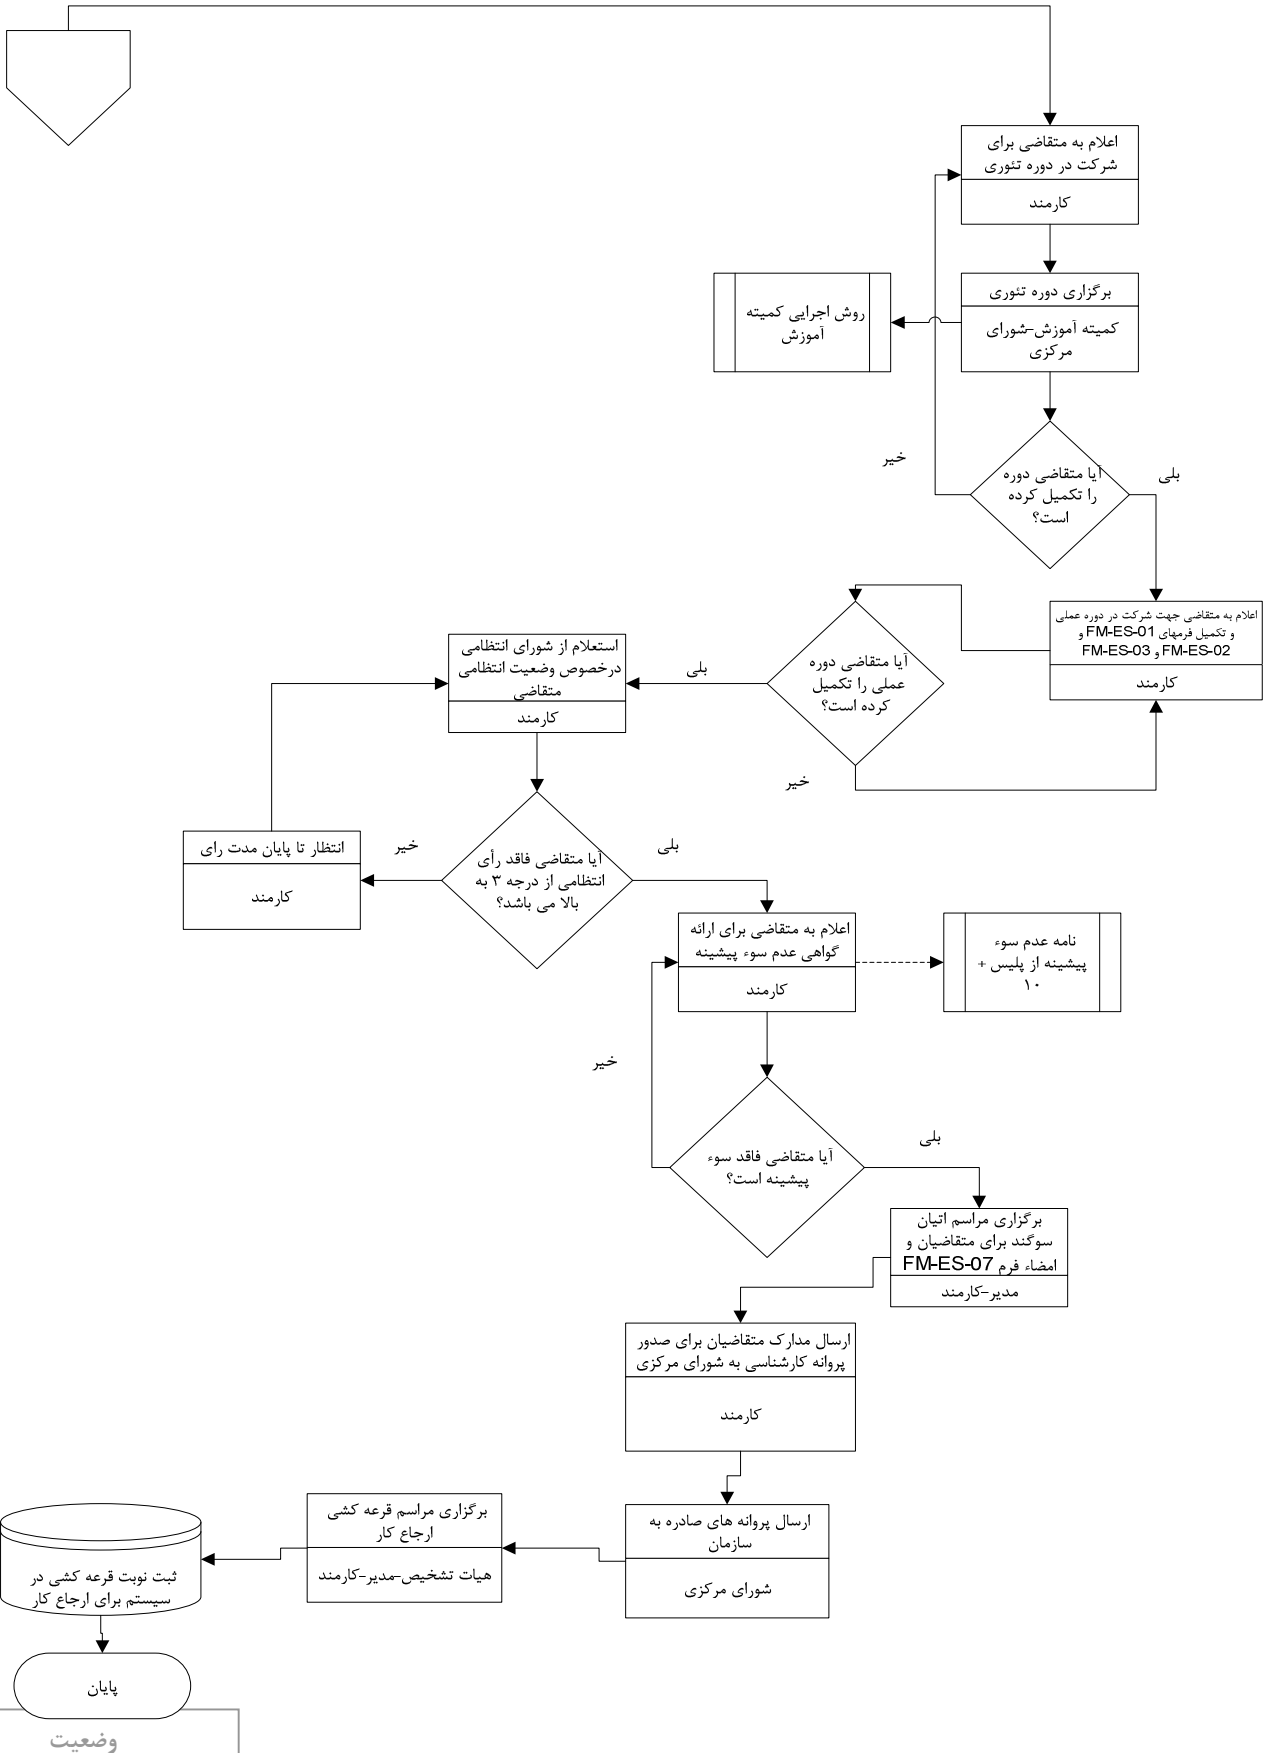 اعلام به متقاضی برای
شرکت در دوره تئوری
کارمند
برگزاری دوره تئوری
کمیته آموزش-شورای
مرکزی
روش اجرایی کمیته
آموزش
آیا متقاضی دوره
را تکمیل کرده
است؟
خیر
بلی
اعلام به متقاضی جهت شرکت در دوره عملی
و تکمیل فرمهای FM-ES-01 و
FM-ES-02 و FM-ES-03
کارمند
آیا متقاضی دوره
عملی را تکمیل
کرده است؟
بلی
خیر
استعلام از شورای انتظامی
درخصوص وضعیت انتظامی
متقاضی
کارمند
آیا متقاضی فاقد رأی
انتظامی از درجه ۳ به
بالا می باشد؟
خیر
بلی
انتظار تا پایان مدت رای
کارمند
اعلام به متقاضی برای ارائه
گواهی عدم سوء پیشینه
کارمند
نامه عدم سوء
پیشینه از پلیس +
۱۰
خیر
آیا متقاضی فاقد سوء
پیشینه است؟
بلی
برگزاری مراسم اتیان
سوگند برای متقاضیان و
امضاء فرم FM-ES-07
مدیر-کارمند
ارسال مدارک متقاضیان برای صدور
پروانه کارشناسی به شورای مرکزی
کارمند
ارسال پروانه های صادره به
سازمان
شورای مرکزی
برگزاری مراسم قرعه کشی
ارجاع کار
هیات تشخیص-مدیر-کارمند
ثبت نوبت قرعه کشی در
سیستم برای ارجاع کار
پایان
وضعیت